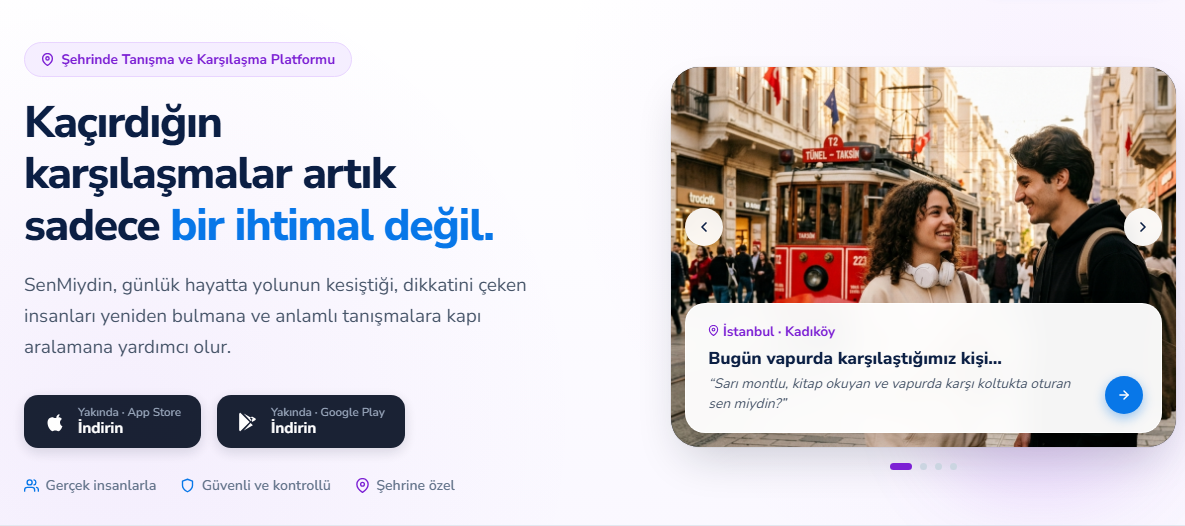 Şehrinde Tanışma ve Karşılaşma Platformu
Kaçırdığın
karşılaşmalar artık
sadece bir ihtimal değil.
SenMiydin, günlük hayatta yolunun kesiştiği, dikkatini çeken
insanları yeniden bulmana ve anlamlı tanışmalara kapı
aralamana yardımcı olur.
Yakında · App Store
İndirin
Yakında · Google Play
İndirin
Gerçek insanlarla
Güvenli ve kontrollü
Şehrine özel
T2
TÜNEL - TAKSİM
TAKSİM
223
İstanbul · Kadıköy
Bugün vapurda karşılaştığımız kişi...
“Sarı montlu, kitap okuyan ve vapurda karşı koltukta oturan
sen miydin?”